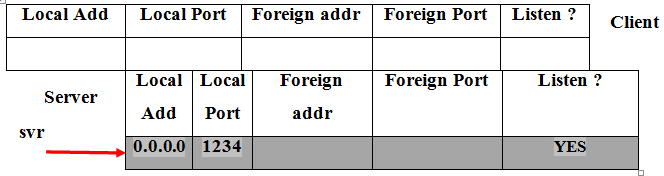 Local Add Local Port Foreign addr Foreign Port Listen ? Client
Local Add Local Port Foreign addr Foreign Port Listen ?
Server
svr
0.0.0.0 1234 YES